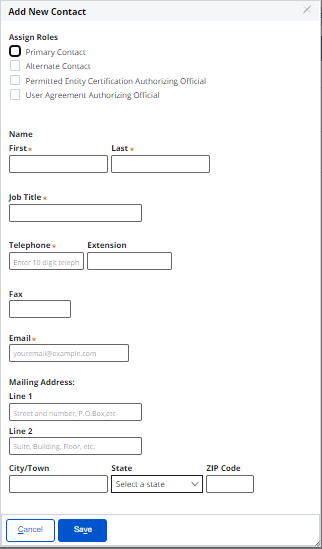 Add New Contact
Assign Roles
Primary Contact
Alternate Contact
Permitted Entity Certification Authorizing Official
User Agreement Authorizing Official
Name
First * Last *
Job Title *
Telephone * Extension
Enter 10 digit teleph
Fax
Email *
youremail@example.com
Mailing Address:
Line 1
Street and number, P.O.Box,etc
Line 2
Suite, Building, Floor, etc.
City/Town State ZIP Code
Select a state
Cancel Save